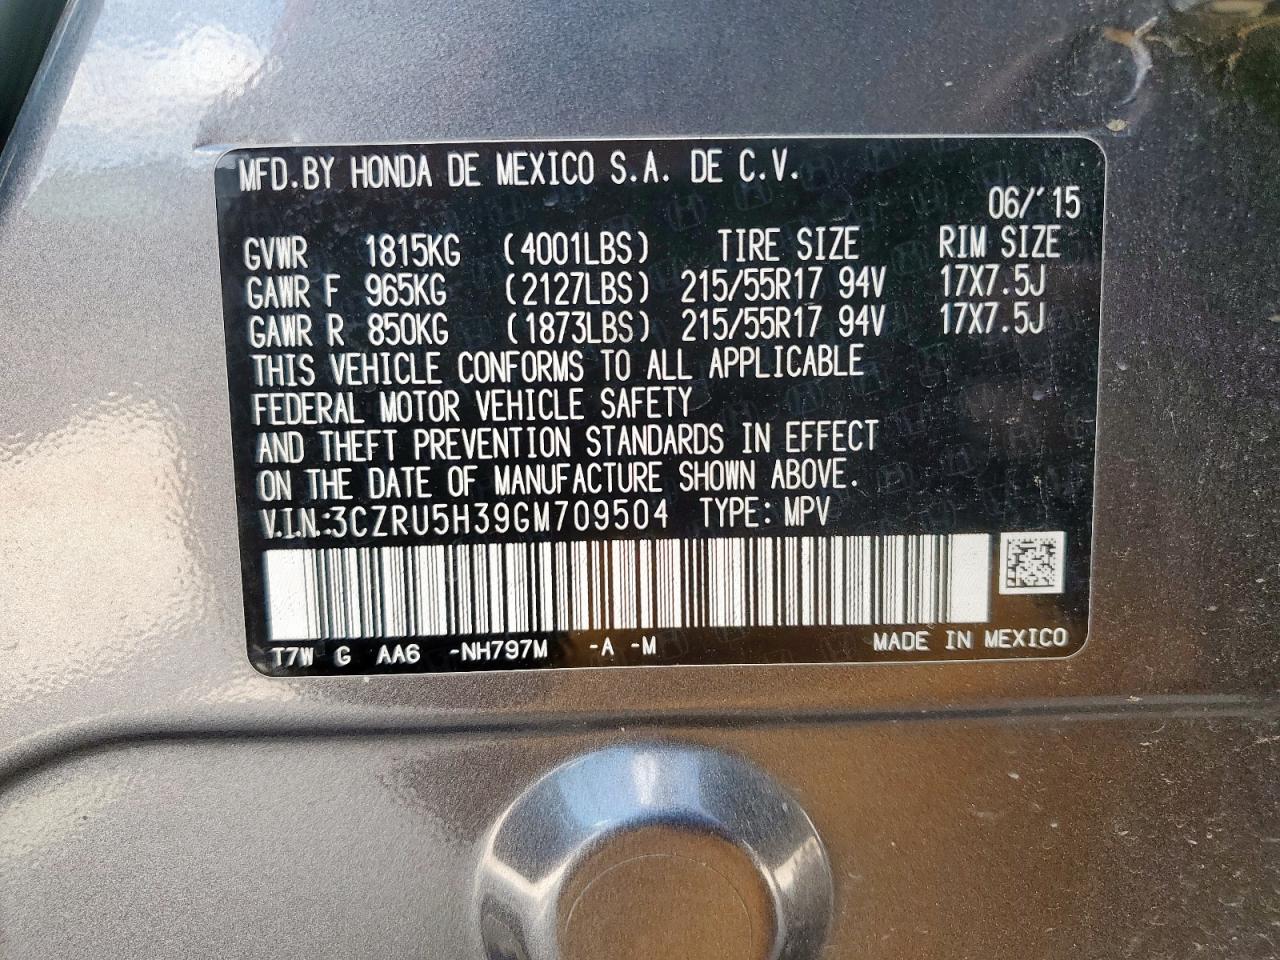 MFD.BY HONDA DE MEXICO S.A. DE C.V.
06/'15
GVWR 1815KG (4001LBS) TIRE SIZE RIM SIZE
GAWR F 965KG (2127LBS) 215/55R17 94V 17X7.5J
GAWR R 850KG (1873LBS) 215/55R17 94V 17X7.5J
THIS VEHICLE CONFORMS TO ALL APPLICABLE
FEDERAL MOTOR VEHICLE SAFETY
AND THEFT PREVENTION STANDARDS IN EFFECT
ON THE DATE OF MANUFACTURE SHOWN ABOVE.
V.I.N.:3CZRU5H39GM709504 TYPE: MPV
T7W G AA6 -NH797M -A -M MADE IN MEXICO